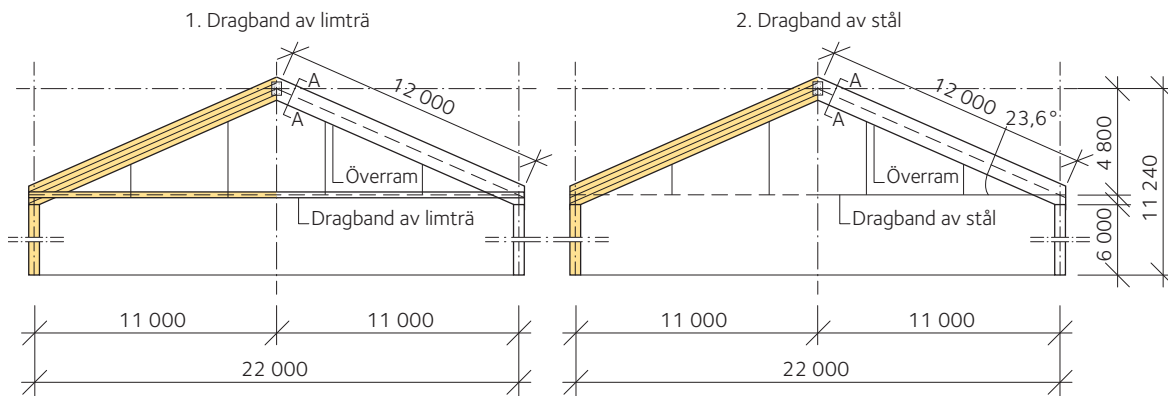 1. Dragband av limträ
2. Dragband av stål
A
A
12 000
Överram
Dragband av limträ
11 000
11 000
22 000
A
A
12 000
23,6°
Överram
Dragband av stål
4 800
6 000
11 240
11 000
11 000
22 000